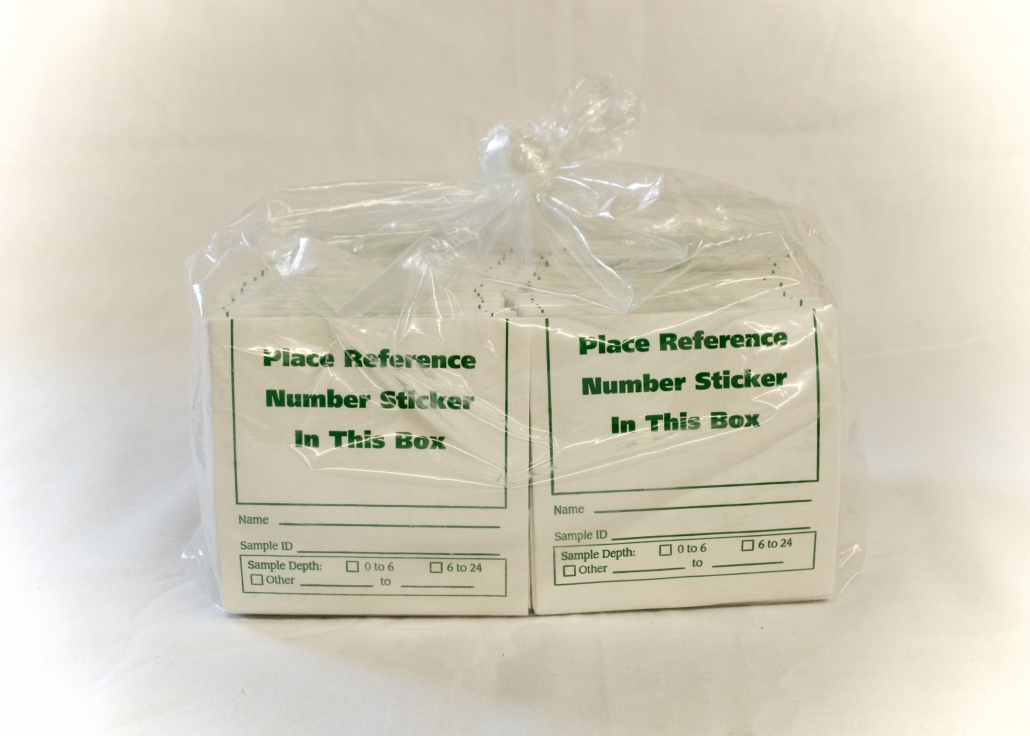 Place Reference
Number Sticker
In This Box
Name
Sample ID
Sample Depth: 0 to 6 6 to 24
Other to
Place Reference
Number Sticker
In This Box
Name
Sample ID
Sample Depth: 0 to 6 6 to 24
Other to